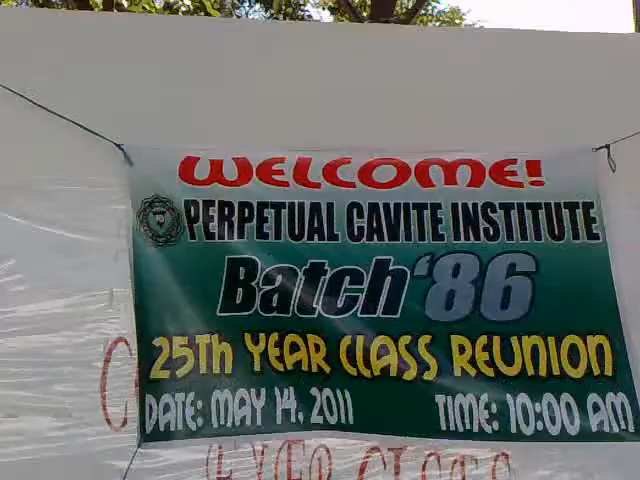 WELCOME!
PERPETUAL CAVITE INSTITUTE
Batch '86
25Th YEAR CLASS REUNION
DATE: MAY 14, 2011 TIME: 10:00 AM